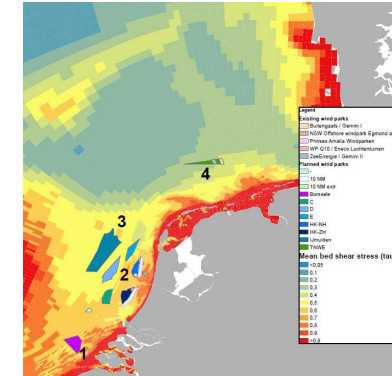 3
2
1
4
Legend
Existing wind parks
Buitengaats / Gemini I
NSW Offshore windpark Egmond a
Prinses Amalia Windparken
WP Q10 / Eneco Luchterduinen
ZeeEnergie / Gemini II
Planned wind parks
-
10 NM
10 NM extr
Borssele
C
D
E
HK-NH
HK-ZH
IJmuiden
TNWE
Mean bed shear stress (tau
<0,05
0,1
0,2
0,3
0,4
0,5
0,6
0,7
0,8
0,9
>0,9